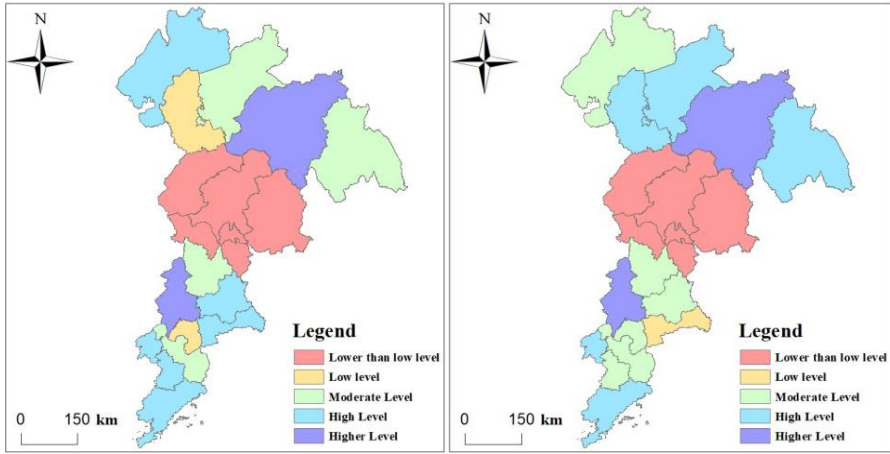 N
Legend
Lower than low level
Low level
Moderate Level
High Level
Higher Level
0 150 km
N
Legend
Lower than low level
Low level
Moderate Level
High Level
Higher Level
0 150 km